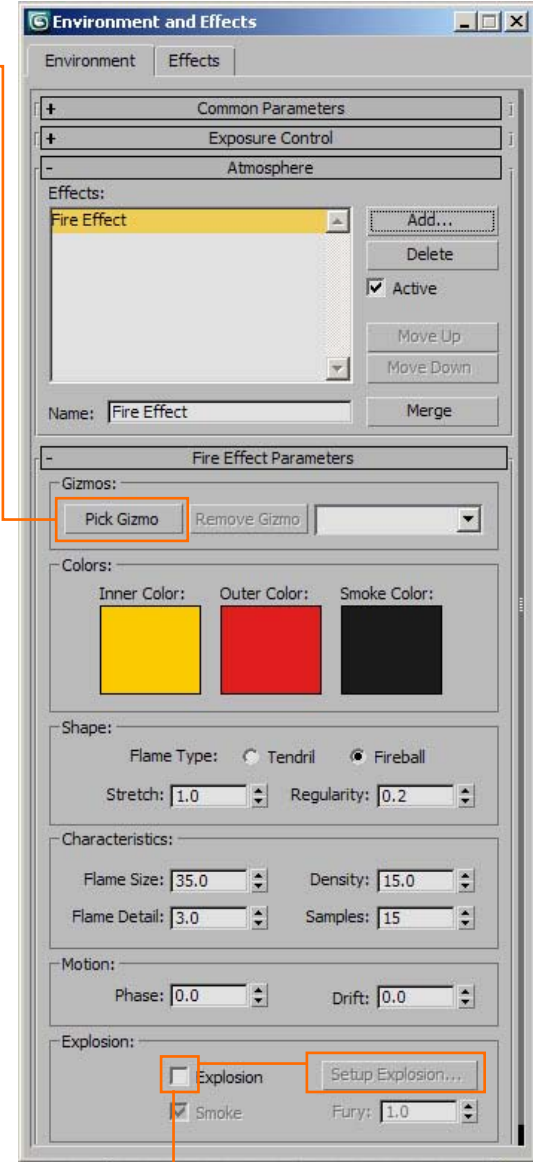 Environment and Effects
Environment Effects
+ Common Parameters
+ Exposure Control
- Atmosphere
Effects:
Fire Effect
Add...
Delete
Active
Move Up
Move Down
Name: Fire Effect
Merge
- Fire Effect Parameters
Gizmos:
Pick Gizmo Remove Gizmo
Colors:
Inner Color: Outer Color: Smoke Color:
Shape:
Flame Type: Tendril Fireball
Stretch: 1.0 Regularity: 0.2
Characteristics:
Flame Size: 35.0 Density: 15.0
Flame Detail: 3.0 Samples: 15
Motion:
Phase: 0.0 Drift: 0.0
Explosion:
Explosion Setup Explosion...
Smoke Fury: 1.0